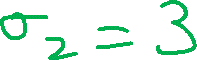 σ₂ = 3